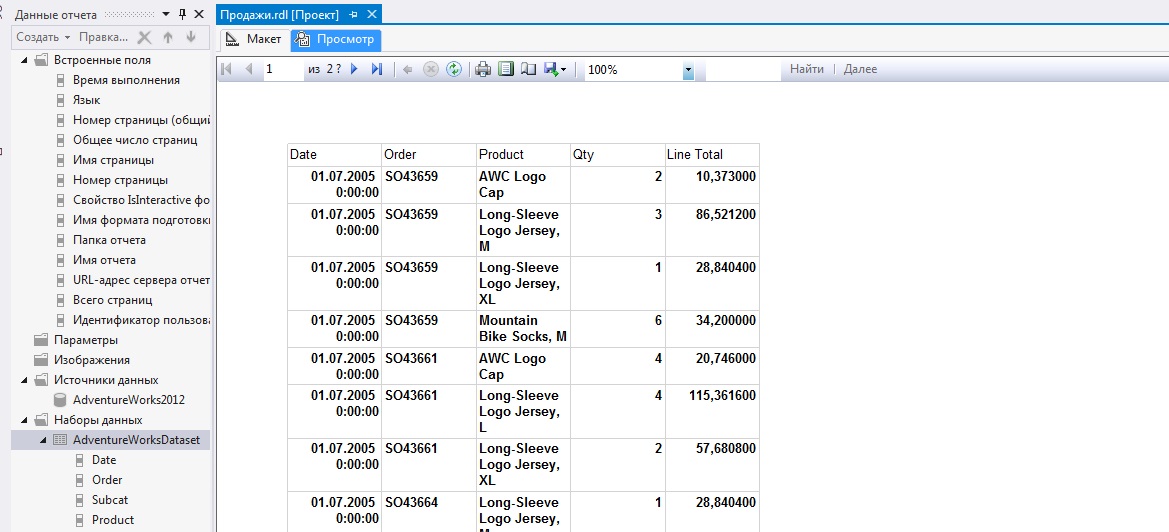 Данные отчета
Создать
Правка...
Встроенные поля
Время выполнения
Язык
Номер страницы (общий
Общее число страниц
Имя страницы
Номер страницы
Свойство IsInteractive фо
Имя формата подготовки
Папка отчета
Имя отчета
URL-адрес сервера отчет
Всего страниц
Идентификатор пользова
Параметры
Изображения
Источники данных
AdventureWorks2012
Наборы данных
AdventureWorksDataset
Date
Order
Subcat
Product
Продажи.rdl [Проект]
Макет
Просмотр
1 из 2 ? 100% Найти | Далее
Date Order Product Qty Line Total
01.07.2005 SO43659 AWC Logo 2 10,373000
0:00:00 Cap
01.07.2005 SO43659 Long-Sleeve 3 86,521200
0:00:00 Logo Jersey,
M
01.07.2005 SO43659 Long-Sleeve 1 28,840400
0:00:00 Logo Jersey,
XL
01.07.2005 SO43659 Mountain 6 34,200000
0:00:00 Bike Socks, M
01.07.2005 SO43661 AWC Logo 4 20,746000
0:00:00 Cap
01.07.2005 SO43661 Long-Sleeve 4 115,361600
0:00:00 Logo Jersey,
L
01.07.2005 SO43661 Long-Sleeve 2 57,680800
0:00:00 Logo Jersey,
XL
01.07.2005 SO43664 Long-Sleeve 1 28,840400
0:00:00 Logo Jersey,